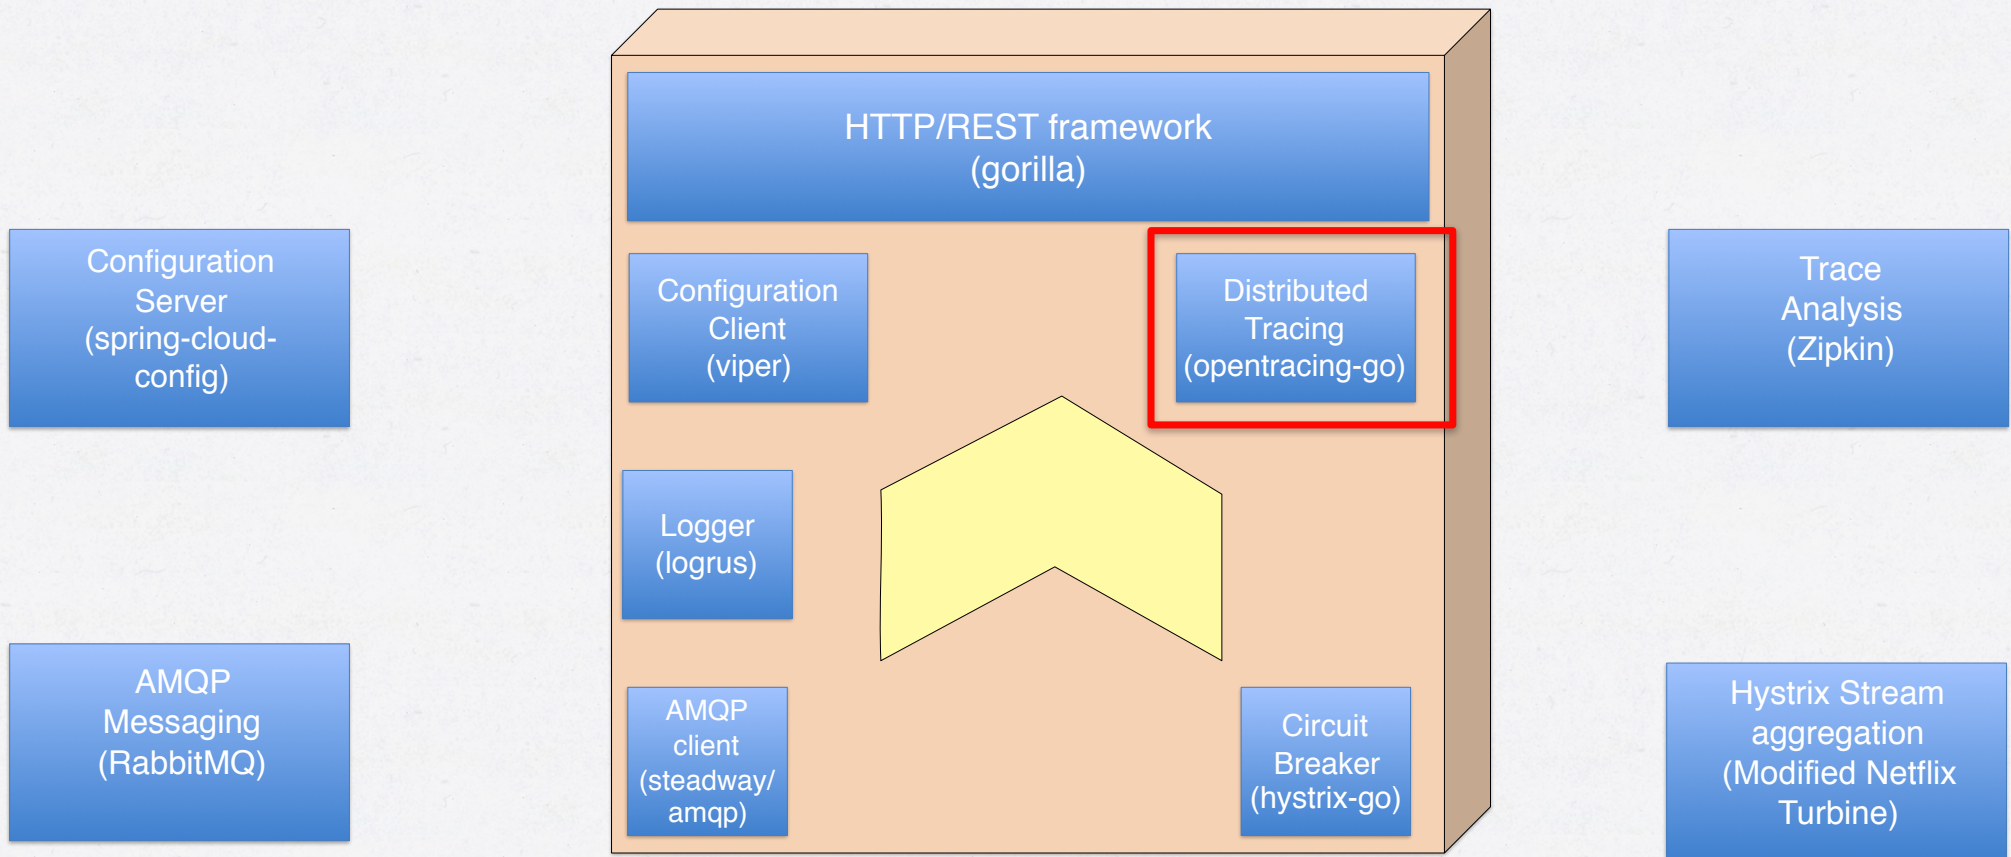 HTTP/REST framework
(gorilla)
Configuration
Server
(spring-cloud-
config)
Configuration
Client
(viper)
Distributed
Tracing
(opentracing-go)
Trace
Analysis
(Zipkin)
Logger
(logrus)
AMQP
Messaging
(RabbitMQ)
AMQP
client
(steadway/
amqp)
Circuit
Breaker
(hystrix-go)
Hystrix Stream
aggregation
(Modified Netflix
Turbine)